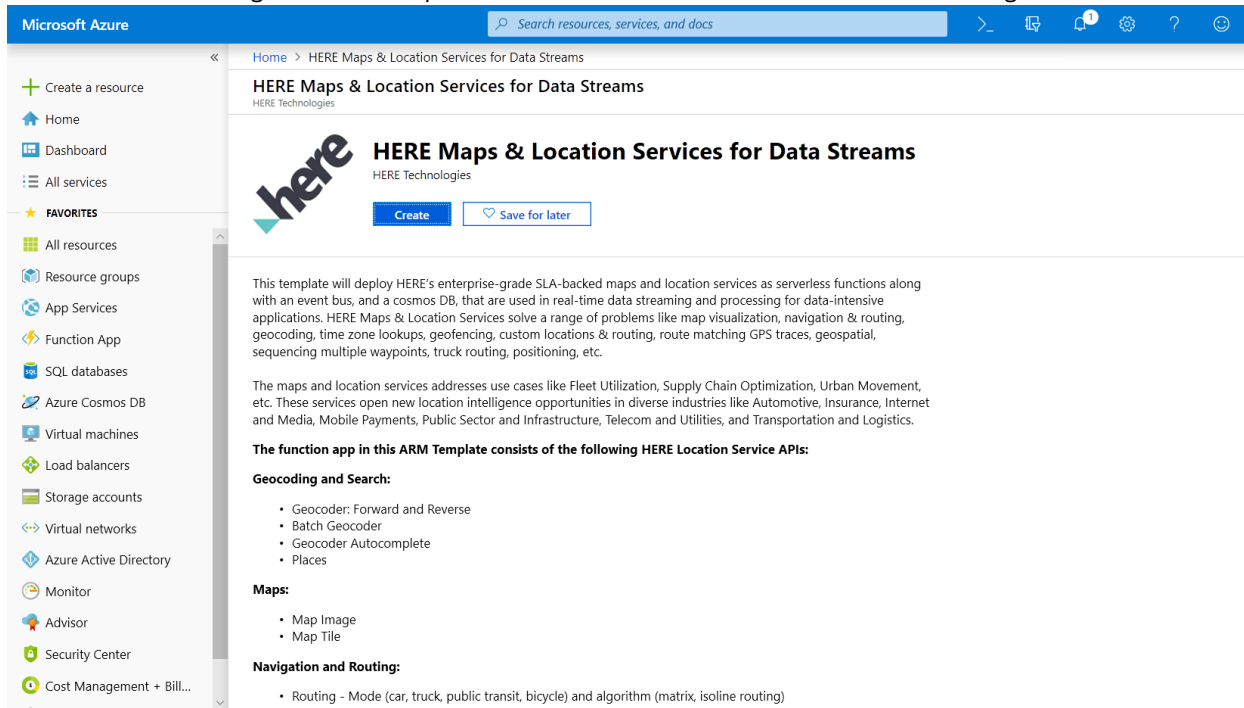 Microsoft Azure
Search resources, services, and docs
1
Home > HERE Maps & Location Services for Data Streams
Create a resource
Home
Dashboard
All services
FAVORITES
All resources
Resource groups
App Services
Function App
SQL databases
Azure Cosmos DB
Virtual machines
Load balancers
Storage accounts
Virtual networks
Azure Active Directory
Monitor
Advisor
Security Center
Cost Management + Bill...
HERE Maps & Location Services for Data Streams
HERE Technologies
here
HERE Maps & Location Services for Data Streams
HERE Technologies
Create
Save for later
This template will deploy HERE's enterprise-grade SLA-backed maps and location services as serverless functions along
with an event bus, and a cosmos DB, that are used in real-time data streaming and processing for data-intensive
applications. HERE Maps & Location Services solve a range of problems like map visualization, navigation & routing,
geocoding, time zone lookups, geofencing, custom locations & routing, route matching GPS traces, geospatial,
sequencing multiple waypoints, truck routing, positioning, etc.
The maps and location services addresses use cases like Fleet Utilization, Supply Chain Optimization, Urban Movement,
etc. These services open new location intelligence opportunities in diverse industries like Automotive, Insurance, Internet
and Media, Mobile Payments, Public Sector and Infrastructure, Telecom and Utilities, and Transportation and Logistics.
The function app in this ARM Template consists of the following HERE Location Service APIs:
Geocoding and Search:
• Geocoder: Forward and Reverse
• Batch Geocoder
• Geocoder Autocomplete
• Places
Maps:
• Map Image
• Map Tile
Navigation and Routing:
• Routing - Mode (car, truck, public transit, bicycle) and algorithm (matrix, isoline routing)